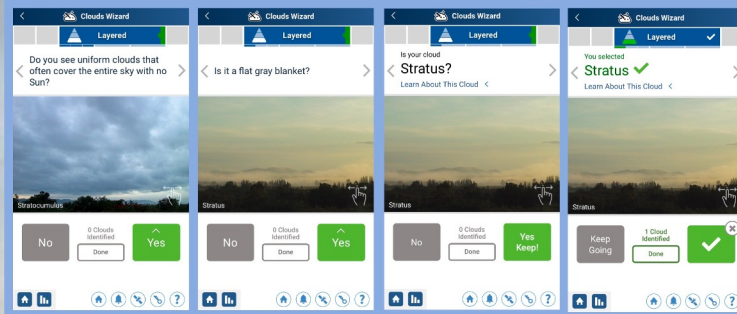 Clouds Wizard
Layered
Do you see uniform clouds that
often cover the entire sky with no
Sun?
Stratocumulus
No
0 Clouds
Identified
Done
Yes
?
Clouds Wizard
Layered
Is it a flat gray blanket?
Stratus
No
0 Clouds
Identified
Done
Yes
?
Clouds Wizard
Layered
Is your cloud
Stratus?
Learn About This Cloud
Stratus
No
0 Clouds
Identified
Done
Yes
Keep!
?
Clouds Wizard
Layered
You selected
Stratus
Learn About This Cloud
Stratus
Keep
Going
1 Cloud
Identified
Done
?